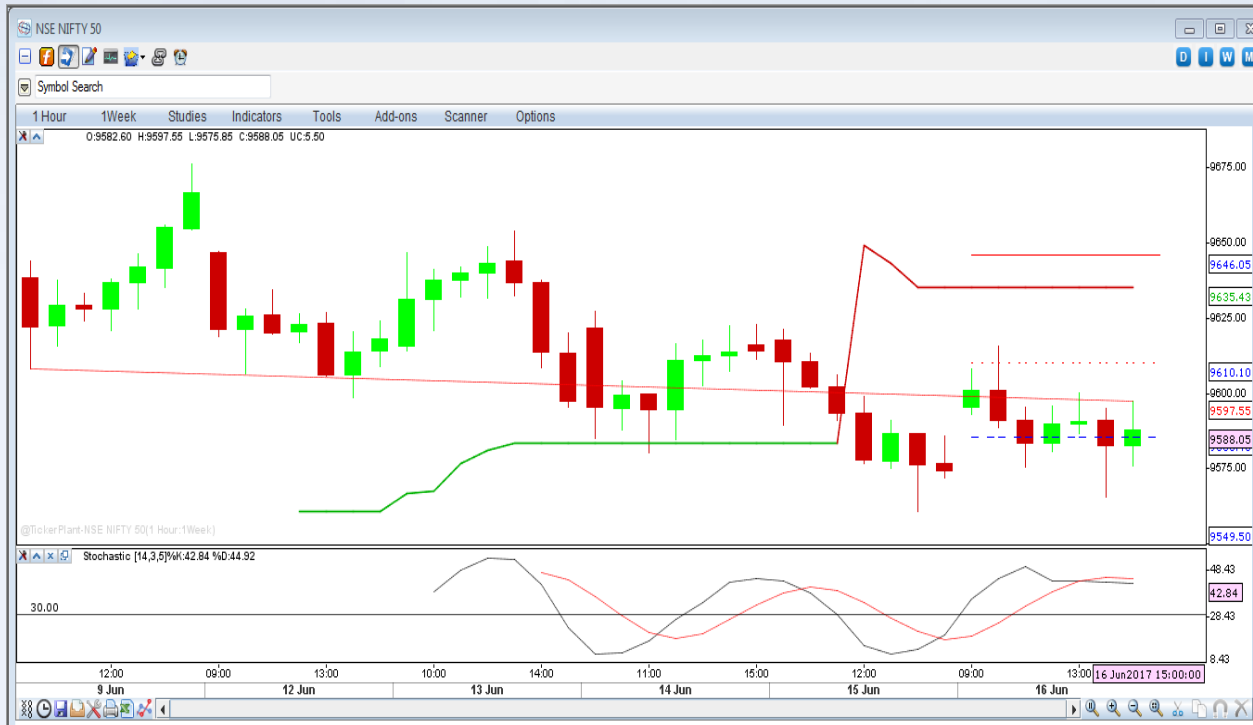 NSE NIFTY 50
D I W M
Symbol Search
1 Hour 1Week Studies Indicators Tools Add-ons Scanner Options
O:9582.60 H:9597.55 L:9575.85 C:9588.05 UC:5.50
9675.00
9650.00
9646.05
9635.43
9625.00
9610.10
9600.00
9597.55
9588.05
9575.00
9549.50
@TickerPlant-NSE NIFTY 50(1 Hour:1Week)
Stochastic [14,3,5]%K:42.84 %D:44.92
48.43
42.84
30.00
28.43
8.43
12:00 09:00 13:00 10:00 14:00 11:00 15:00 12:00 09:00 13:00 16 Jun2017 15:00:00
9 Jun 12 Jun 13 Jun 14 Jun 15 Jun 16 Jun